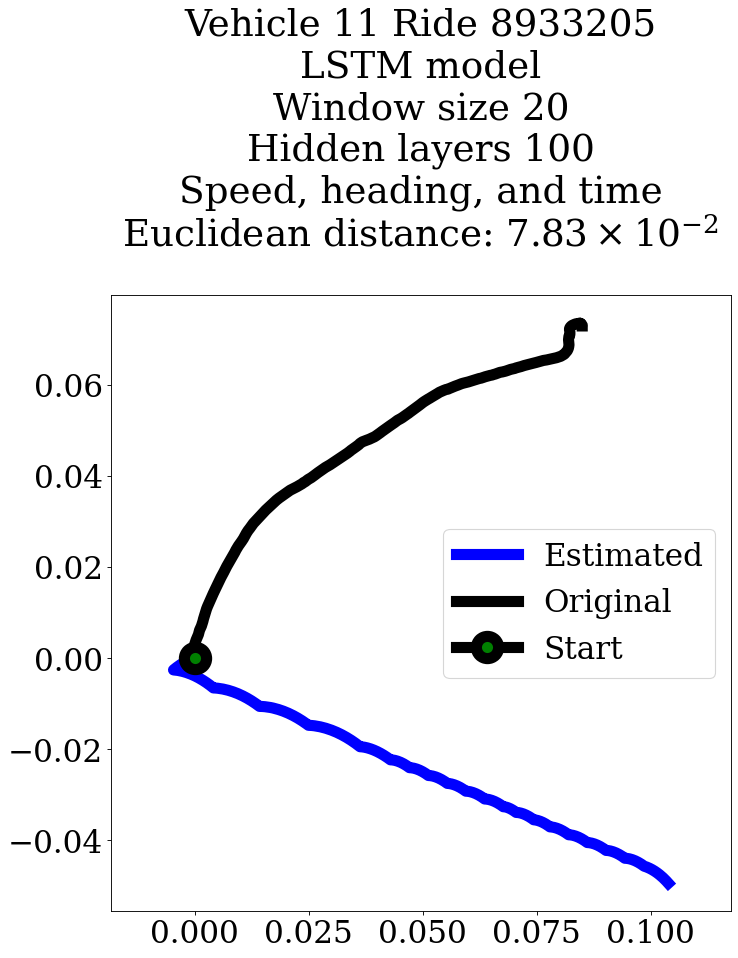 Vehicle 11 Ride 8933205
LSTM model
Window size 20
Hidden layers 100
Speed, heading, and time
Euclidean distance: 7.83 × 10⁻²
0.06
0.04
0.02
0.00
−0.02
−0.04
Estimated
Original
Start
0.000 0.025 0.050 0.075 0.100